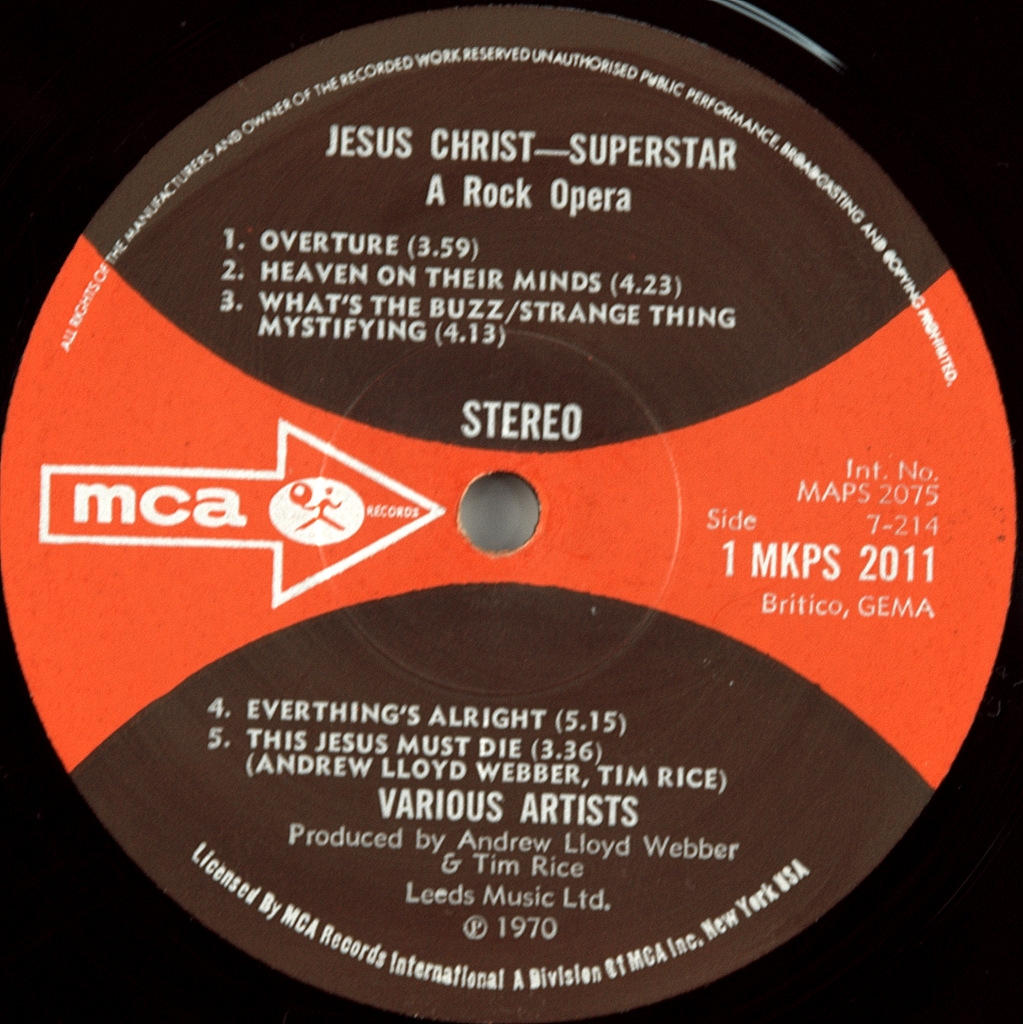 ALL RIGHTS OF THE MANUFACTURERS AND OWNER OF THE RECORDED WORK RESERVED UNAUTHORISED PUBLIC PERFORMANCE, BROADCASTING AND COPYING PROHIBITED.
JESUS CHRIST—SUPERSTAR
A Rock Opera
1. OVERTURE (3.59)
2. HEAVEN ON THEIR MINDS (4.23)
3. WHAT'S THE BUZZ/STRANGE THING
MYSTIFYING (4.13)
STEREO
mca RECORDS
Int. No.
MAPS 2075
Side 7-214
1 MKPS 2011
Britico, GEMA
4. EVERTHING'S ALRIGHT (5.15)
5. THIS JESUS MUST DIE (3.36)
(ANDREW LLOYD WEBBER, TIM RICE)
VARIOUS ARTISTS
Produced by Andrew Lloyd Webber
& Tim Rice
Leeds Music Ltd.
℗ 1970
Licensed By MCA Records International A Division Of MCA Inc. New York USA